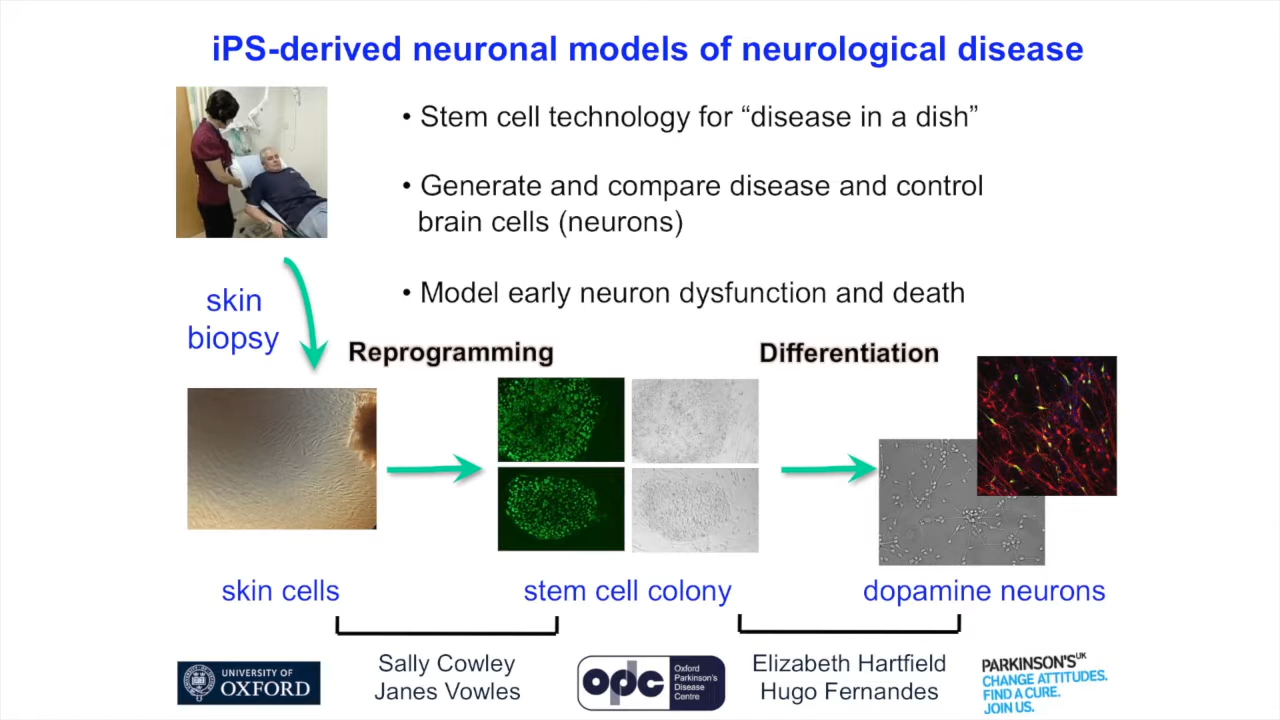 iPS-derived neuronal models of neurological disease
• Stem cell technology for “disease in a dish”
• Generate and compare disease and control
brain cells (neurons)
• Model early neuron dysfunction and death
skin
biopsy
Reprogramming
Differentiation
skin cells
stem cell colony
dopamine neurons
UNIVERSITY OF
OXFORD
Sally Cowley
Janes Vowles
opdc
Oxford
Parkinson's
Disease
Centre
Elizabeth Hartfield
Hugo Fernandes
PARKINSON'S UK
CHANGE ATTITUDES.
FIND A CURE.
JOIN US.